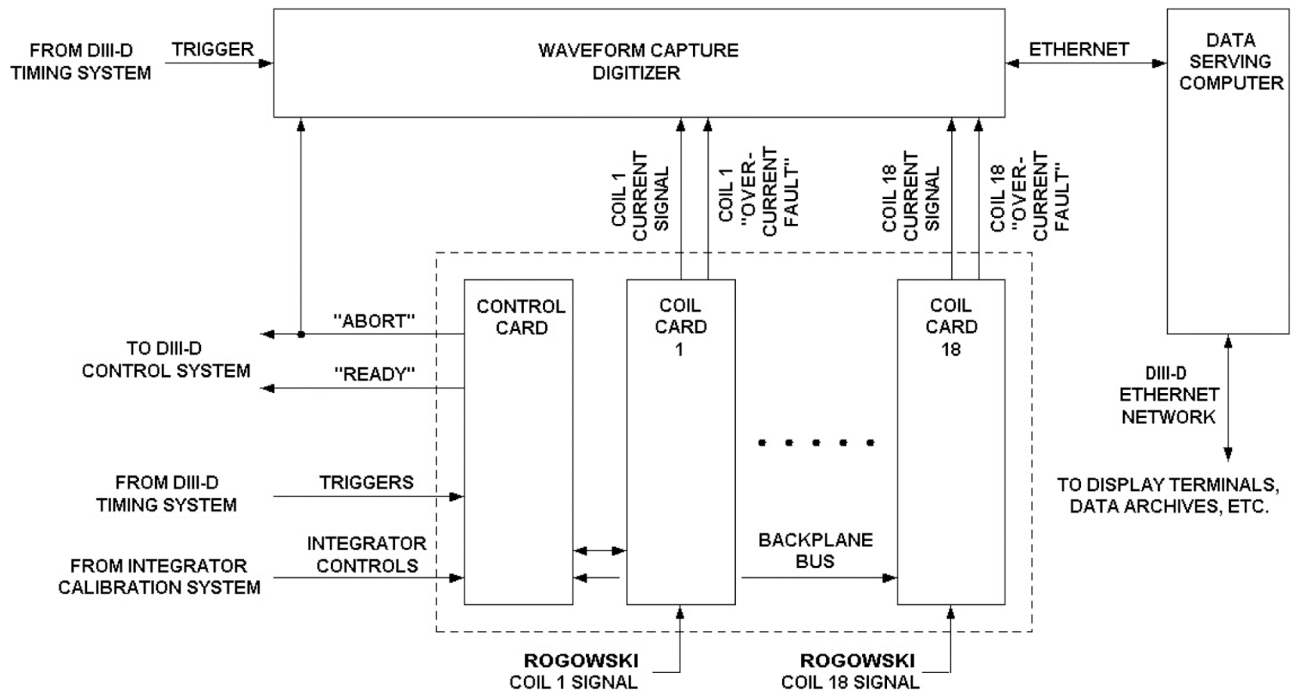 FROM DIII-D
TIMING SYSTEM
TRIGGER
WAVEFORM CAPTURE
DIGITIZER
ETHERNET
DATA
SERVING
COMPUTER
COIL 1
CURRENT
SIGNAL
COIL 1
"OVER-
CURRENT
FAULT"
COIL 18
CURRENT
SIGNAL
COIL 18
"OVER-
CURRENT
FAULT"
CONTROL
CARD
COIL
CARD
1
COIL
CARD
18
"ABORT"
TO DIII-D
CONTROL SYSTEM
"READY"
DIII-D
ETHERNET
NETWORK
FROM DIII-D
TIMING SYSTEM
TRIGGERS
TO DISPLAY TERMINALS,
DATA ARCHIVES, ETC.
FROM INTEGRATOR
CALIBRATION SYSTEM
INTEGRATOR
CONTROLS
BACKPLANE
BUS
ROGOWSKI
COIL 1 SIGNAL
ROGOWSKI
COIL 18 SIGNAL